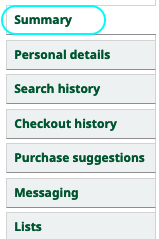 Summary
Personal details
Search history
Checkout history
Purchase suggestions
Messaging
Lists